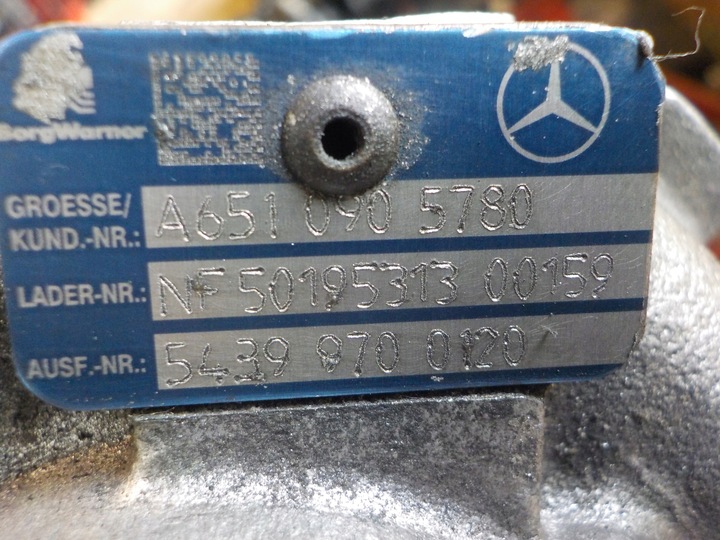 BorgWarner
GROESSE/
KUND.-NR.: A651 090 5780
LADER-NR.: NF 50195313 00159
AUSF.-NR.: 5439 970 0120